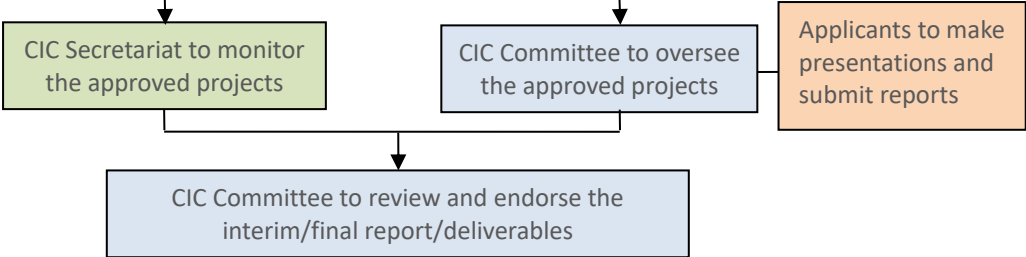 CIC Secretariat to monitor
the approved projects
CIC Committee to oversee
the approved projects
Applicants to make
presentations and
submit reports
CIC Committee to review and endorse the
interim/final report/deliverables